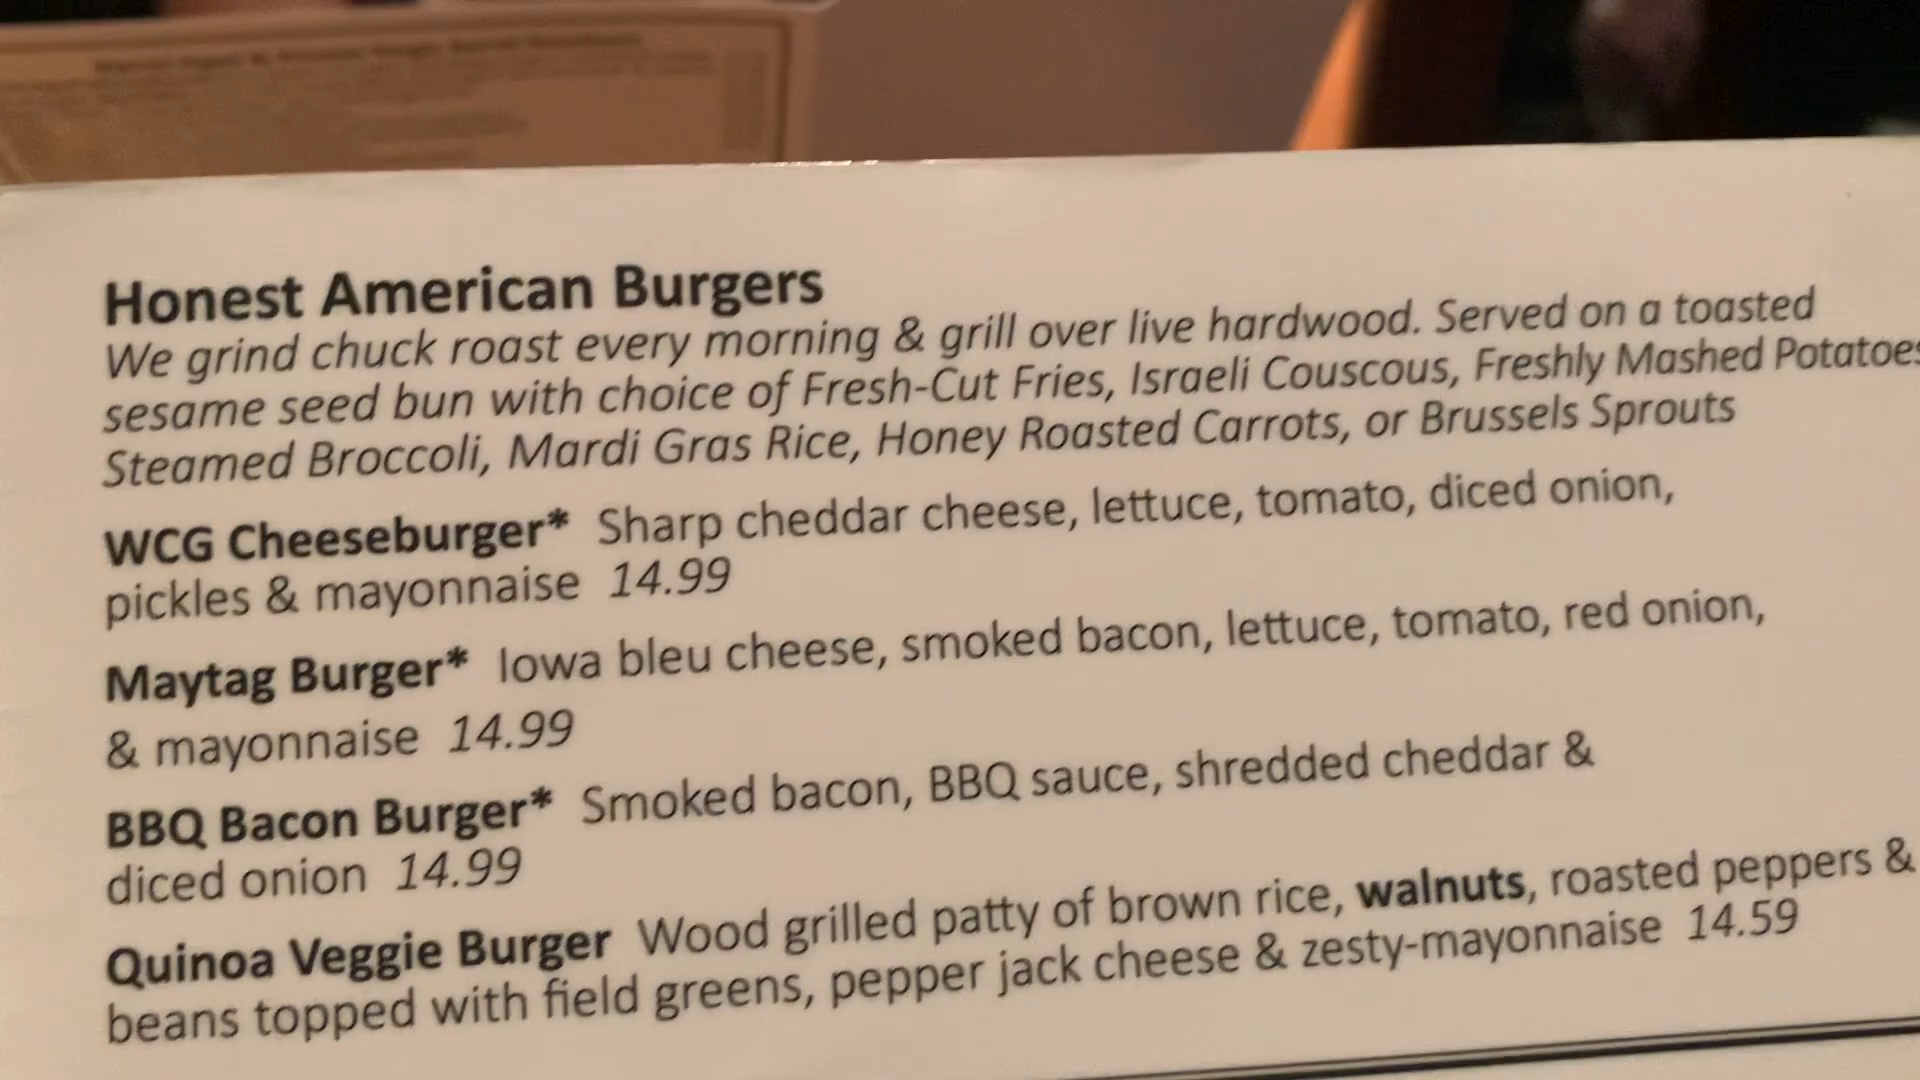 Honest American Burgers
We grind chuck roast every morning & grill over live hardwood. Served on a toasted
sesame seed bun with choice of Fresh-Cut Fries, Israeli Couscous, Freshly Mashed Potatoes
Steamed Broccoli, Mardi Gras Rice, Honey Roasted Carrots, or Brussels Sprouts
WCG Cheeseburger* Sharp cheddar cheese, lettuce, tomato, diced onion,
pickles & mayonnaise 14.99
Maytag Burger* Iowa bleu cheese, smoked bacon, lettuce, tomato, red onion,
& mayonnaise 14.99
BBQ Bacon Burger* Smoked bacon, BBQ sauce, shredded cheddar &
diced onion 14.99
Quinoa Veggie Burger Wood grilled patty of brown rice, walnuts, roasted peppers &
beans topped with field greens, pepper jack cheese & zesty-mayonnaise 14.59